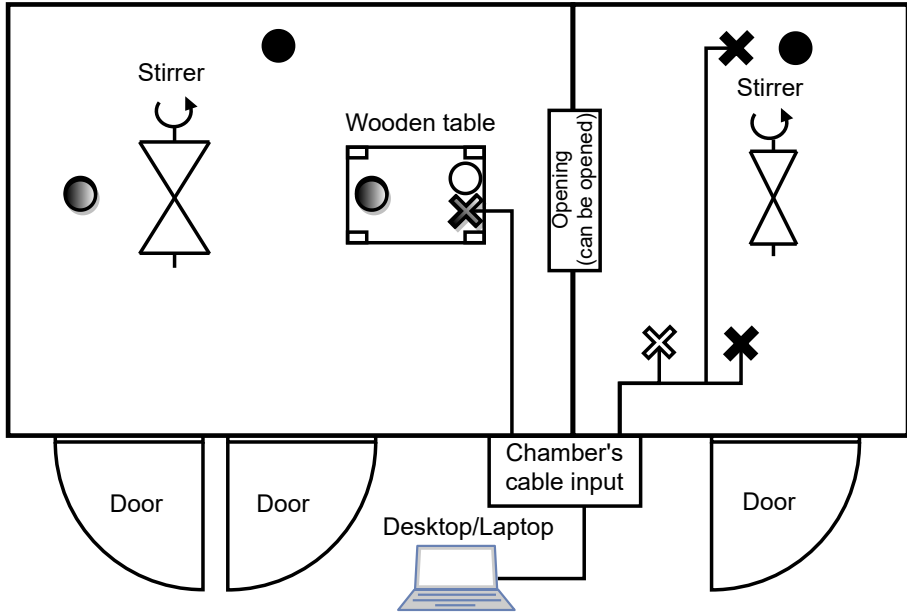 Stirrer
Stirrer
Wooden table
Opening
(can be opened)
Door
Door
Chamber's
cable input
Door
Desktop/Laptop